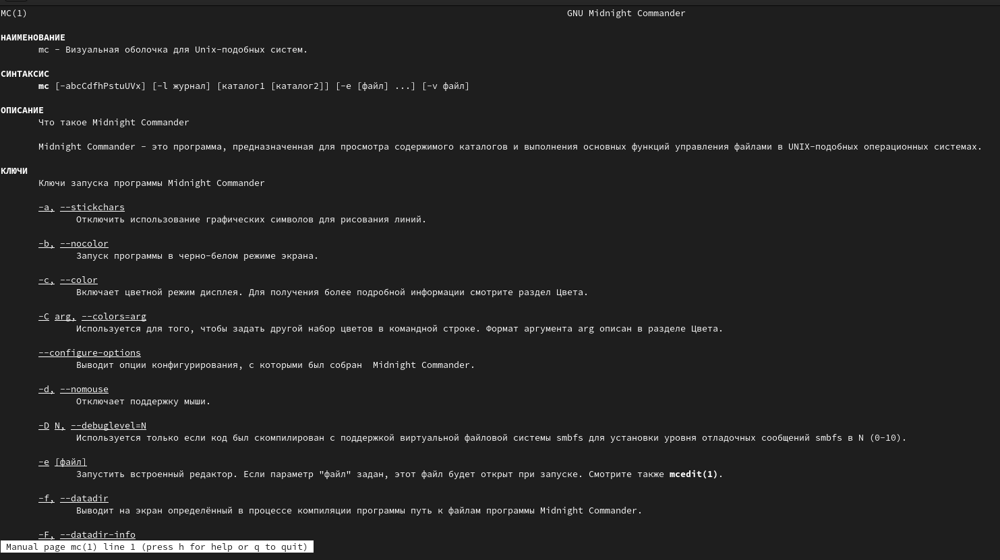 MC(1) GNU Midnight Commander
НАИМЕНОВАНИЕ
mc - Визуальная оболочка для Unix-подобных систем.
СИНТАКСИС
mc [-abcCdfhPstuUVx] [-l журнал] [каталог1 [каталог2]] [-e [файл] ...] [-v файл]
ОПИСАНИЕ
Что такое Midnight Commander
Midnight Commander - это программа, предназначенная для просмотра содержимого каталогов и выполнения основных функций управления файлами в UNIX-подобных операционных системах.
КЛЮЧИ
Ключи запуска программы Midnight Commander
-a, --stickchars
Отключить использование графических символов для рисования линий.
-b, --nocolor
Запуск программы в черно-белом режиме экрана.
-c, --color
Включает цветной режим дисплея. Для получения более подробной информации смотрите раздел Цвета.
-C arg, --colors=arg
Используется для того, чтобы задать другой набор цветов в командной строке. Формат аргумента arg описан в разделе Цвета.
--configure-options
Выводит опции конфигурирования, с которыми был собран  Midnight Commander.
-d, --nomouse
Отключает поддержку мыши.
-D N, --debuglevel=N
Используется только если код был скомпилирован с поддержкой виртуальной файловой системы smbfs для установки уровня отладочных сообщений smbfs в N (0-10).
-e [файл]
Запустить встроенный редактор. Если параметр "файл" задан, этот файл будет открыт при запуске. Смотрите также mcedit(1).
-f, --datadir
Выводит на экран определённый в процессе компиляции программы путь к файлам программы Midnight Commander.
-F, --datadir-info
Manual page mc(1) line 1 (press h for help or q to quit)